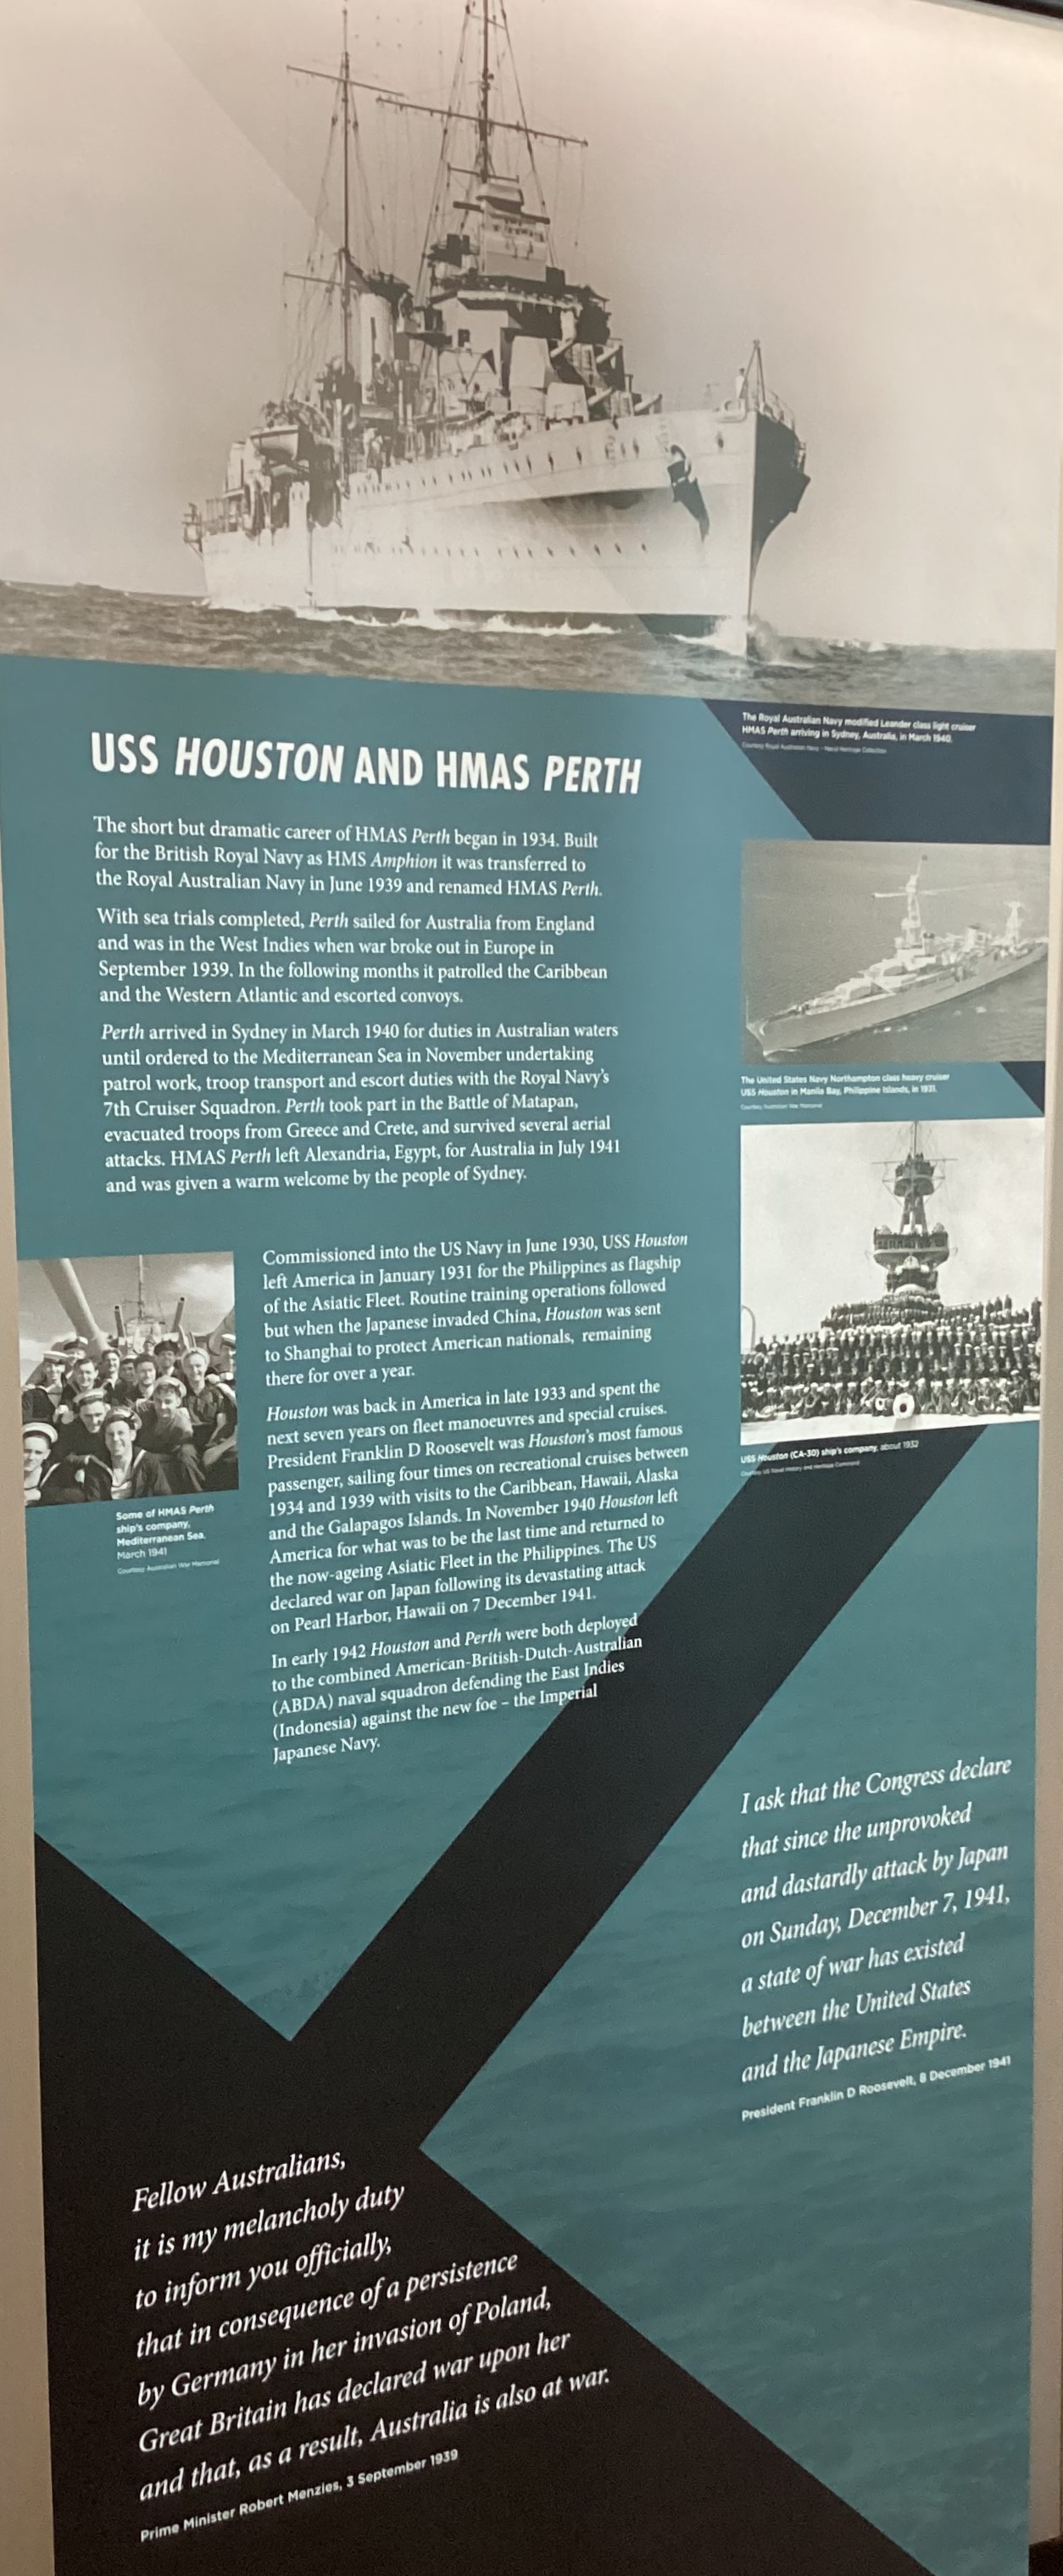 The Royal Australian Navy modified Leander class light cruiser
HMAS Perth arriving in Sydney, Australia, in March 1940.
Courtesy Royal Australian Navy - Naval Heritage Collection
USS HOUSTON AND HMAS PERTH
The short but dramatic career of HMAS Perth began in 1934. Built
for the British Royal Navy as HMS Amphion it was transferred to
the Royal Australian Navy in June 1939 and renamed HMAS Perth.
With sea trials completed, Perth sailed for Australia from England
and was in the West Indies when war broke out in Europe in
September 1939. In the following months it patrolled the Caribbean
and the Western Atlantic and escorted convoys.
Perth arrived in Sydney in March 1940 for duties in Australian waters
until ordered to the Mediterranean Sea in November undertaking
patrol work, troop transport and escort duties with the Royal Navy's
7th Cruiser Squadron. Perth took part in the Battle of Matapan,
evacuated troops from Greece and Crete, and survived several aerial
attacks. HMAS Perth left Alexandria, Egypt, for Australia in July 1941
and was given a warm welcome by the people of Sydney.
The United States Navy Northampton class heavy cruiser
USS Houston in Manila Bay, Philippine Islands, in 1931.
Courtesy Australian War Memorial
Commissioned into the US Navy in June 1930, USS Houston
left America in January 1931 for the Philippines as flagship
of the Asiatic Fleet. Routine training operations followed
but when the Japanese invaded China, Houston was sent
to Shanghai to protect American nationals, remaining
there for over a year.
Houston was back in America in late 1933 and spent the
next seven years on fleet manoeuvres and special cruises.
President Franklin D Roosevelt was Houston's most famous
passenger, sailing four times on recreational cruises between
1934 and 1939 with visits to the Caribbean, Hawaii, Alaska
and the Galapagos Islands. In November 1940 Houston left
America for what was to be the last time and returned to
the now-ageing Asiatic Fleet in the Philippines. The US
declared war on Japan following its devastating attack
on Pearl Harbor, Hawaii on 7 December 1941.
In early 1942 Houston and Perth were both deployed
to the combined American-British-Dutch-Australian
(ABDA) naval squadron defending the East Indies
(Indonesia) against the new foe – the Imperial
Japanese Navy.
Some of HMAS Perth
ship's company,
Mediterranean Sea,
March 1941
Courtesy Australian War Memorial
USS Houston (CA-30) ship's company, about 1932
Courtesy US Naval History and Heritage Command
I ask that the Congress declare
that since the unprovoked
and dastardly attack by Japan
on Sunday, December 7, 1941,
a state of war has existed
between the United States
and the Japanese Empire.
President Franklin D Roosevelt, 8 December 1941
Fellow Australians,
it is my melancholy duty
to inform you officially,
that in consequence of a persistence
by Germany in her invasion of Poland,
Great Britain has declared war upon her
and that, as a result, Australia is also at war.
Prime Minister Robert Menzies, 3 September 1939